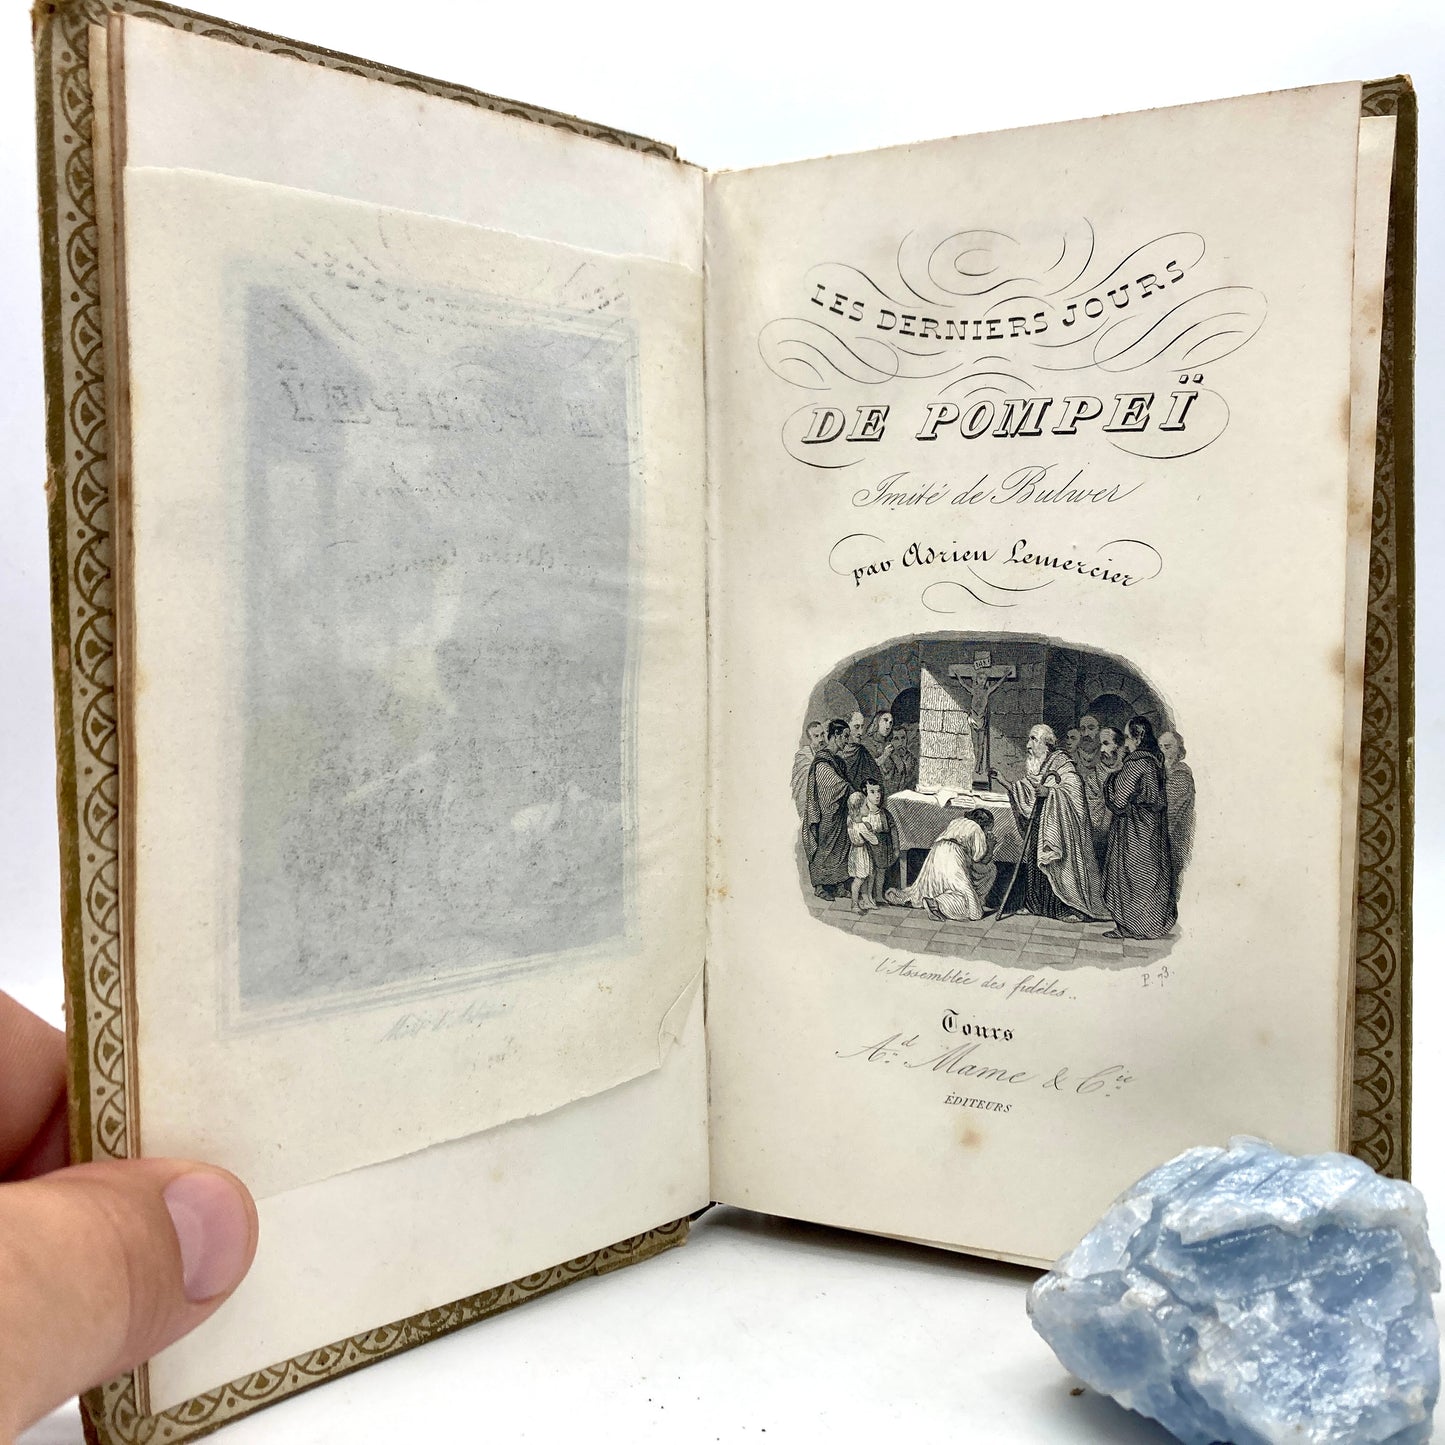 LES DERNIERS JOURS
DE POMPEÏ
Imité de Bulwer
par Adrien Lemercier
INRI
l'Assemblée des fidèles..
P. 73.
Tours
Ad. Mame & Cie.
ÉDITEURS